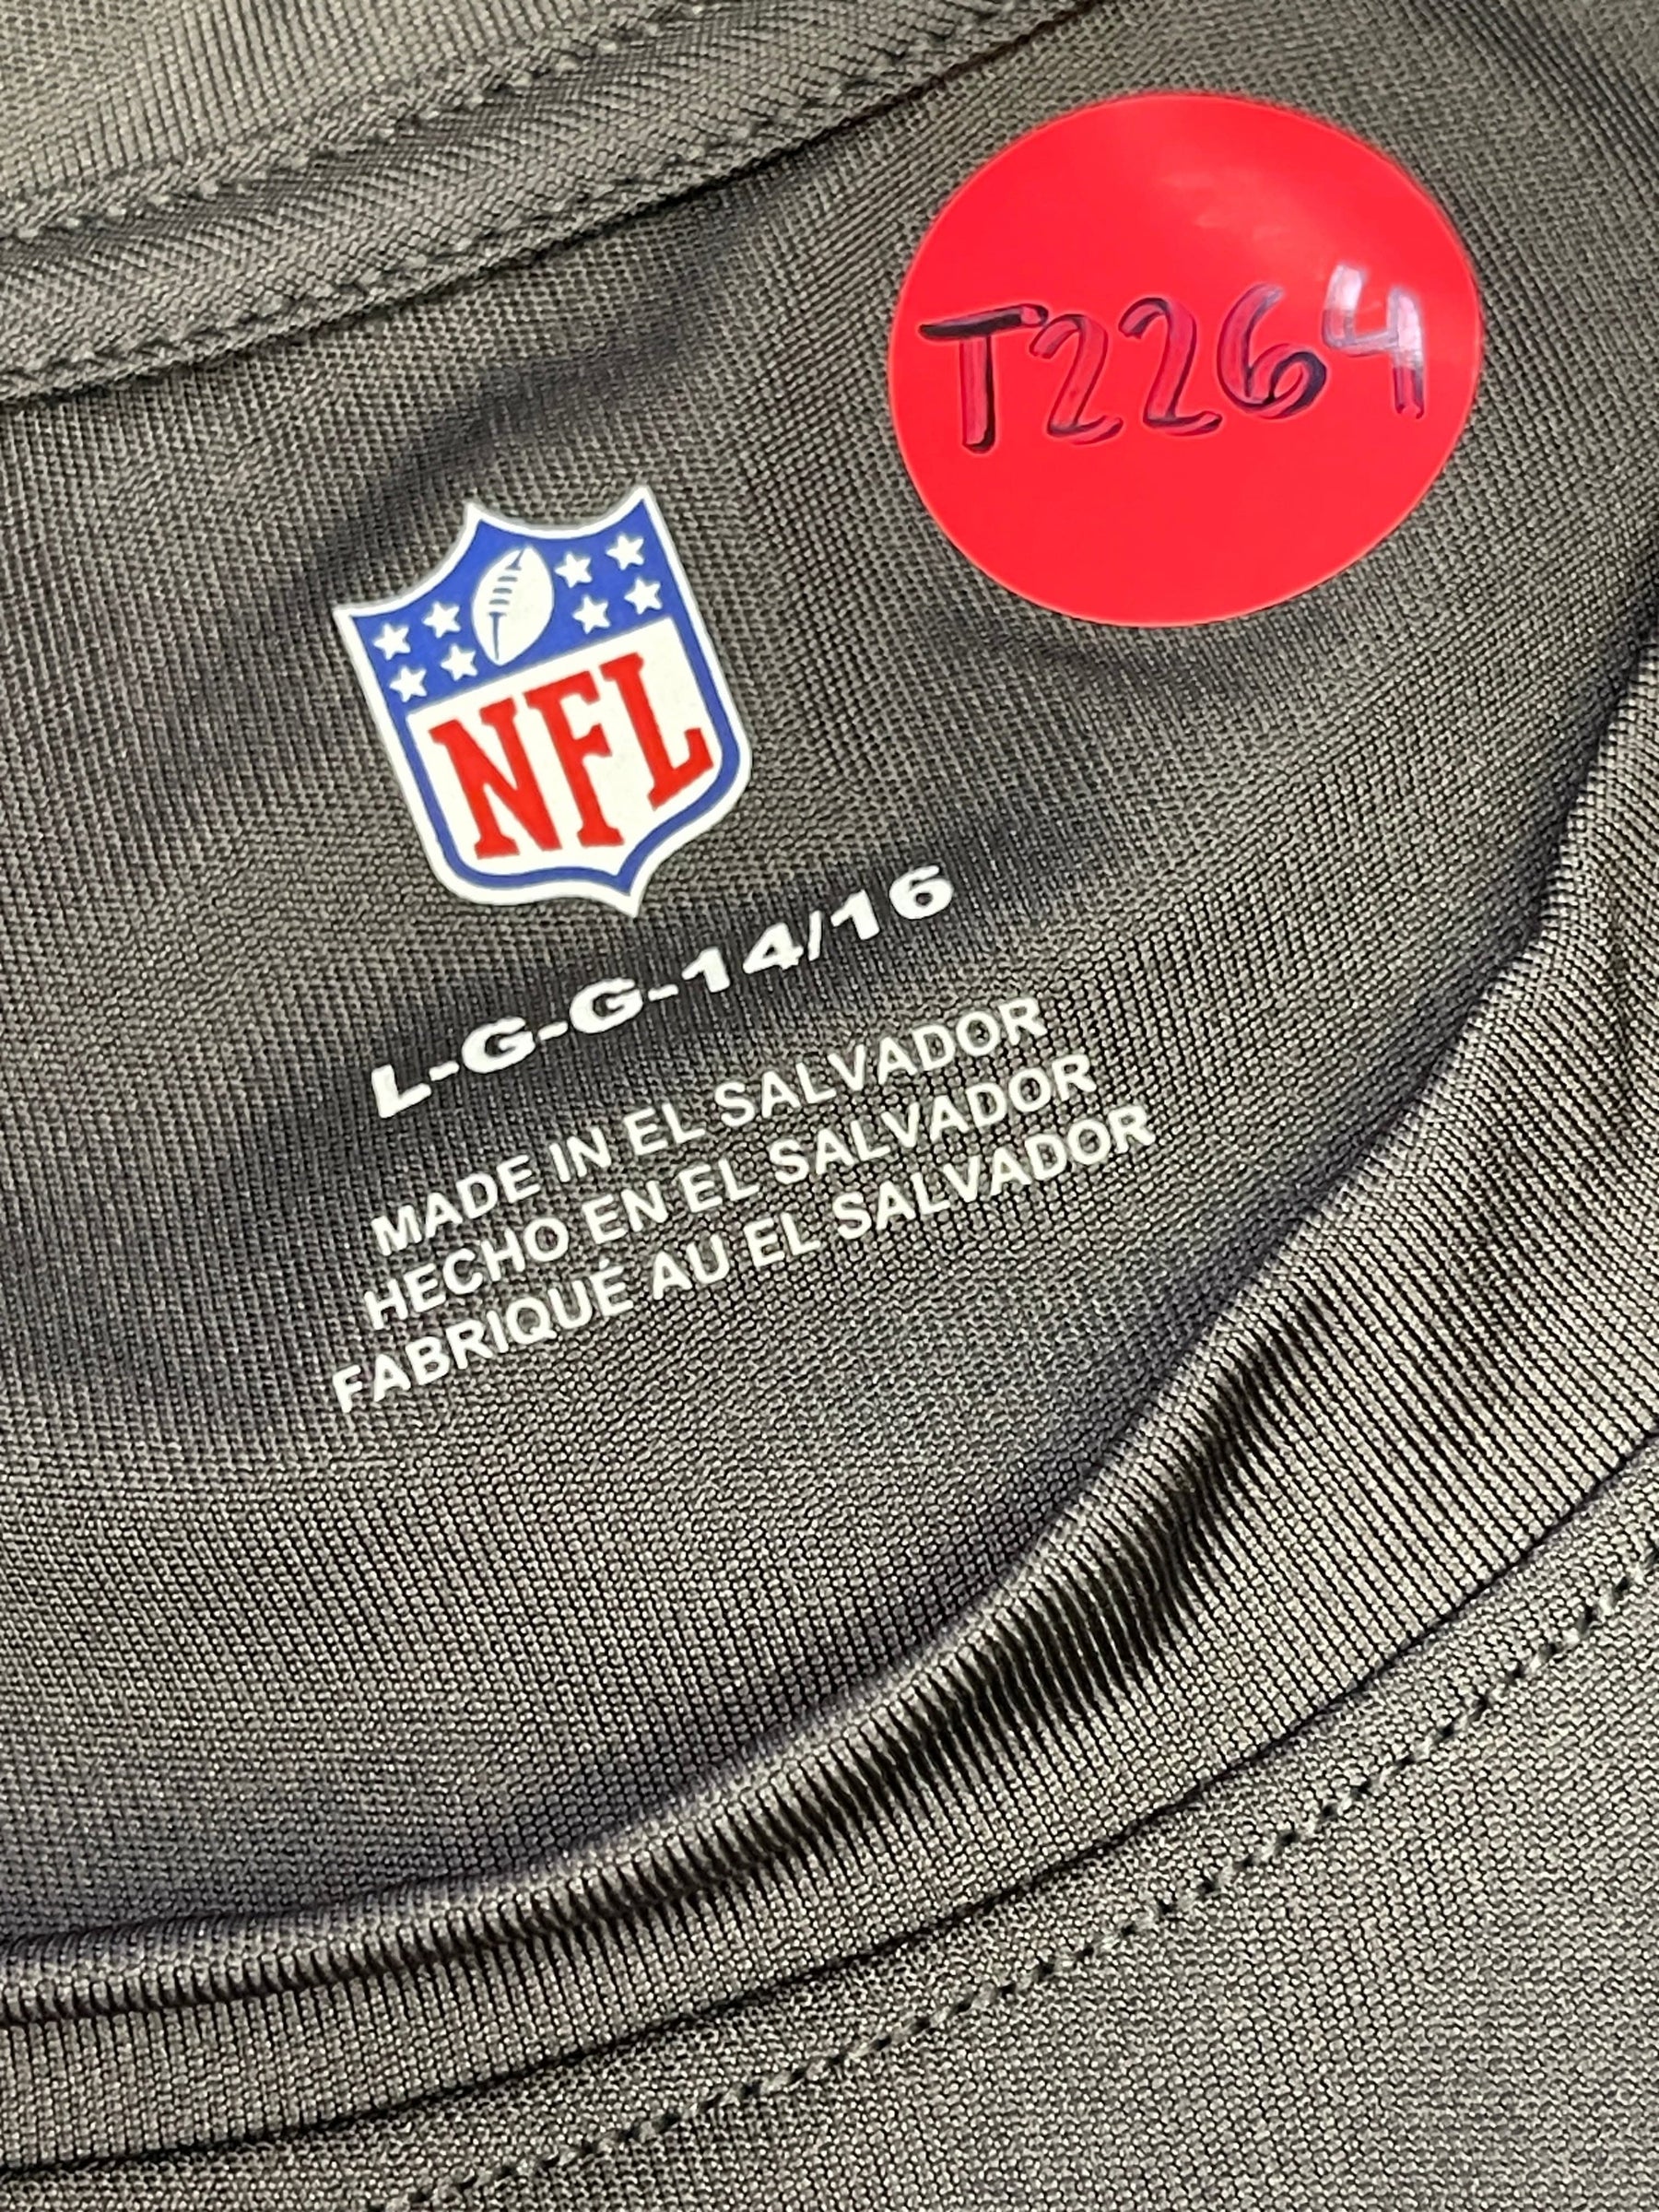 T2264
NFL
L-G-G-14/16
MADE IN EL SALVADOR
HECHO EN EL SALVADOR
FABRIQUÉ AU EL SALVADOR